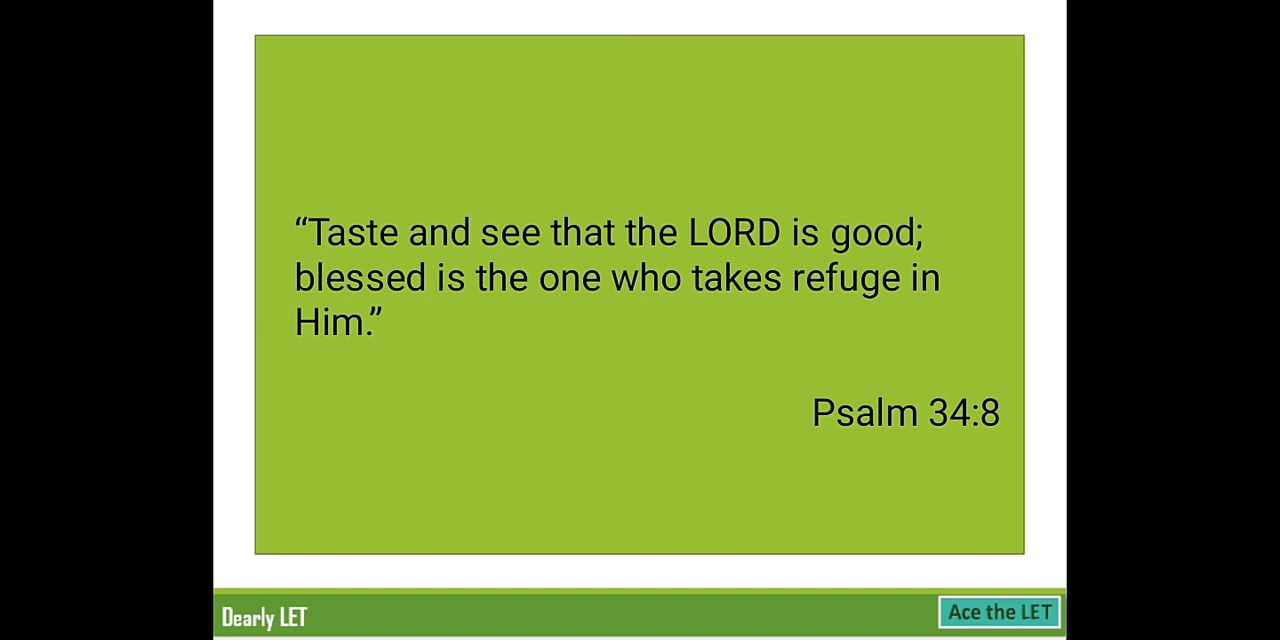 “Taste and see that the LORD is good;
blessed is the one who takes refuge in
Him.”
Psalm 34:8
Dearly LET
Ace the LET